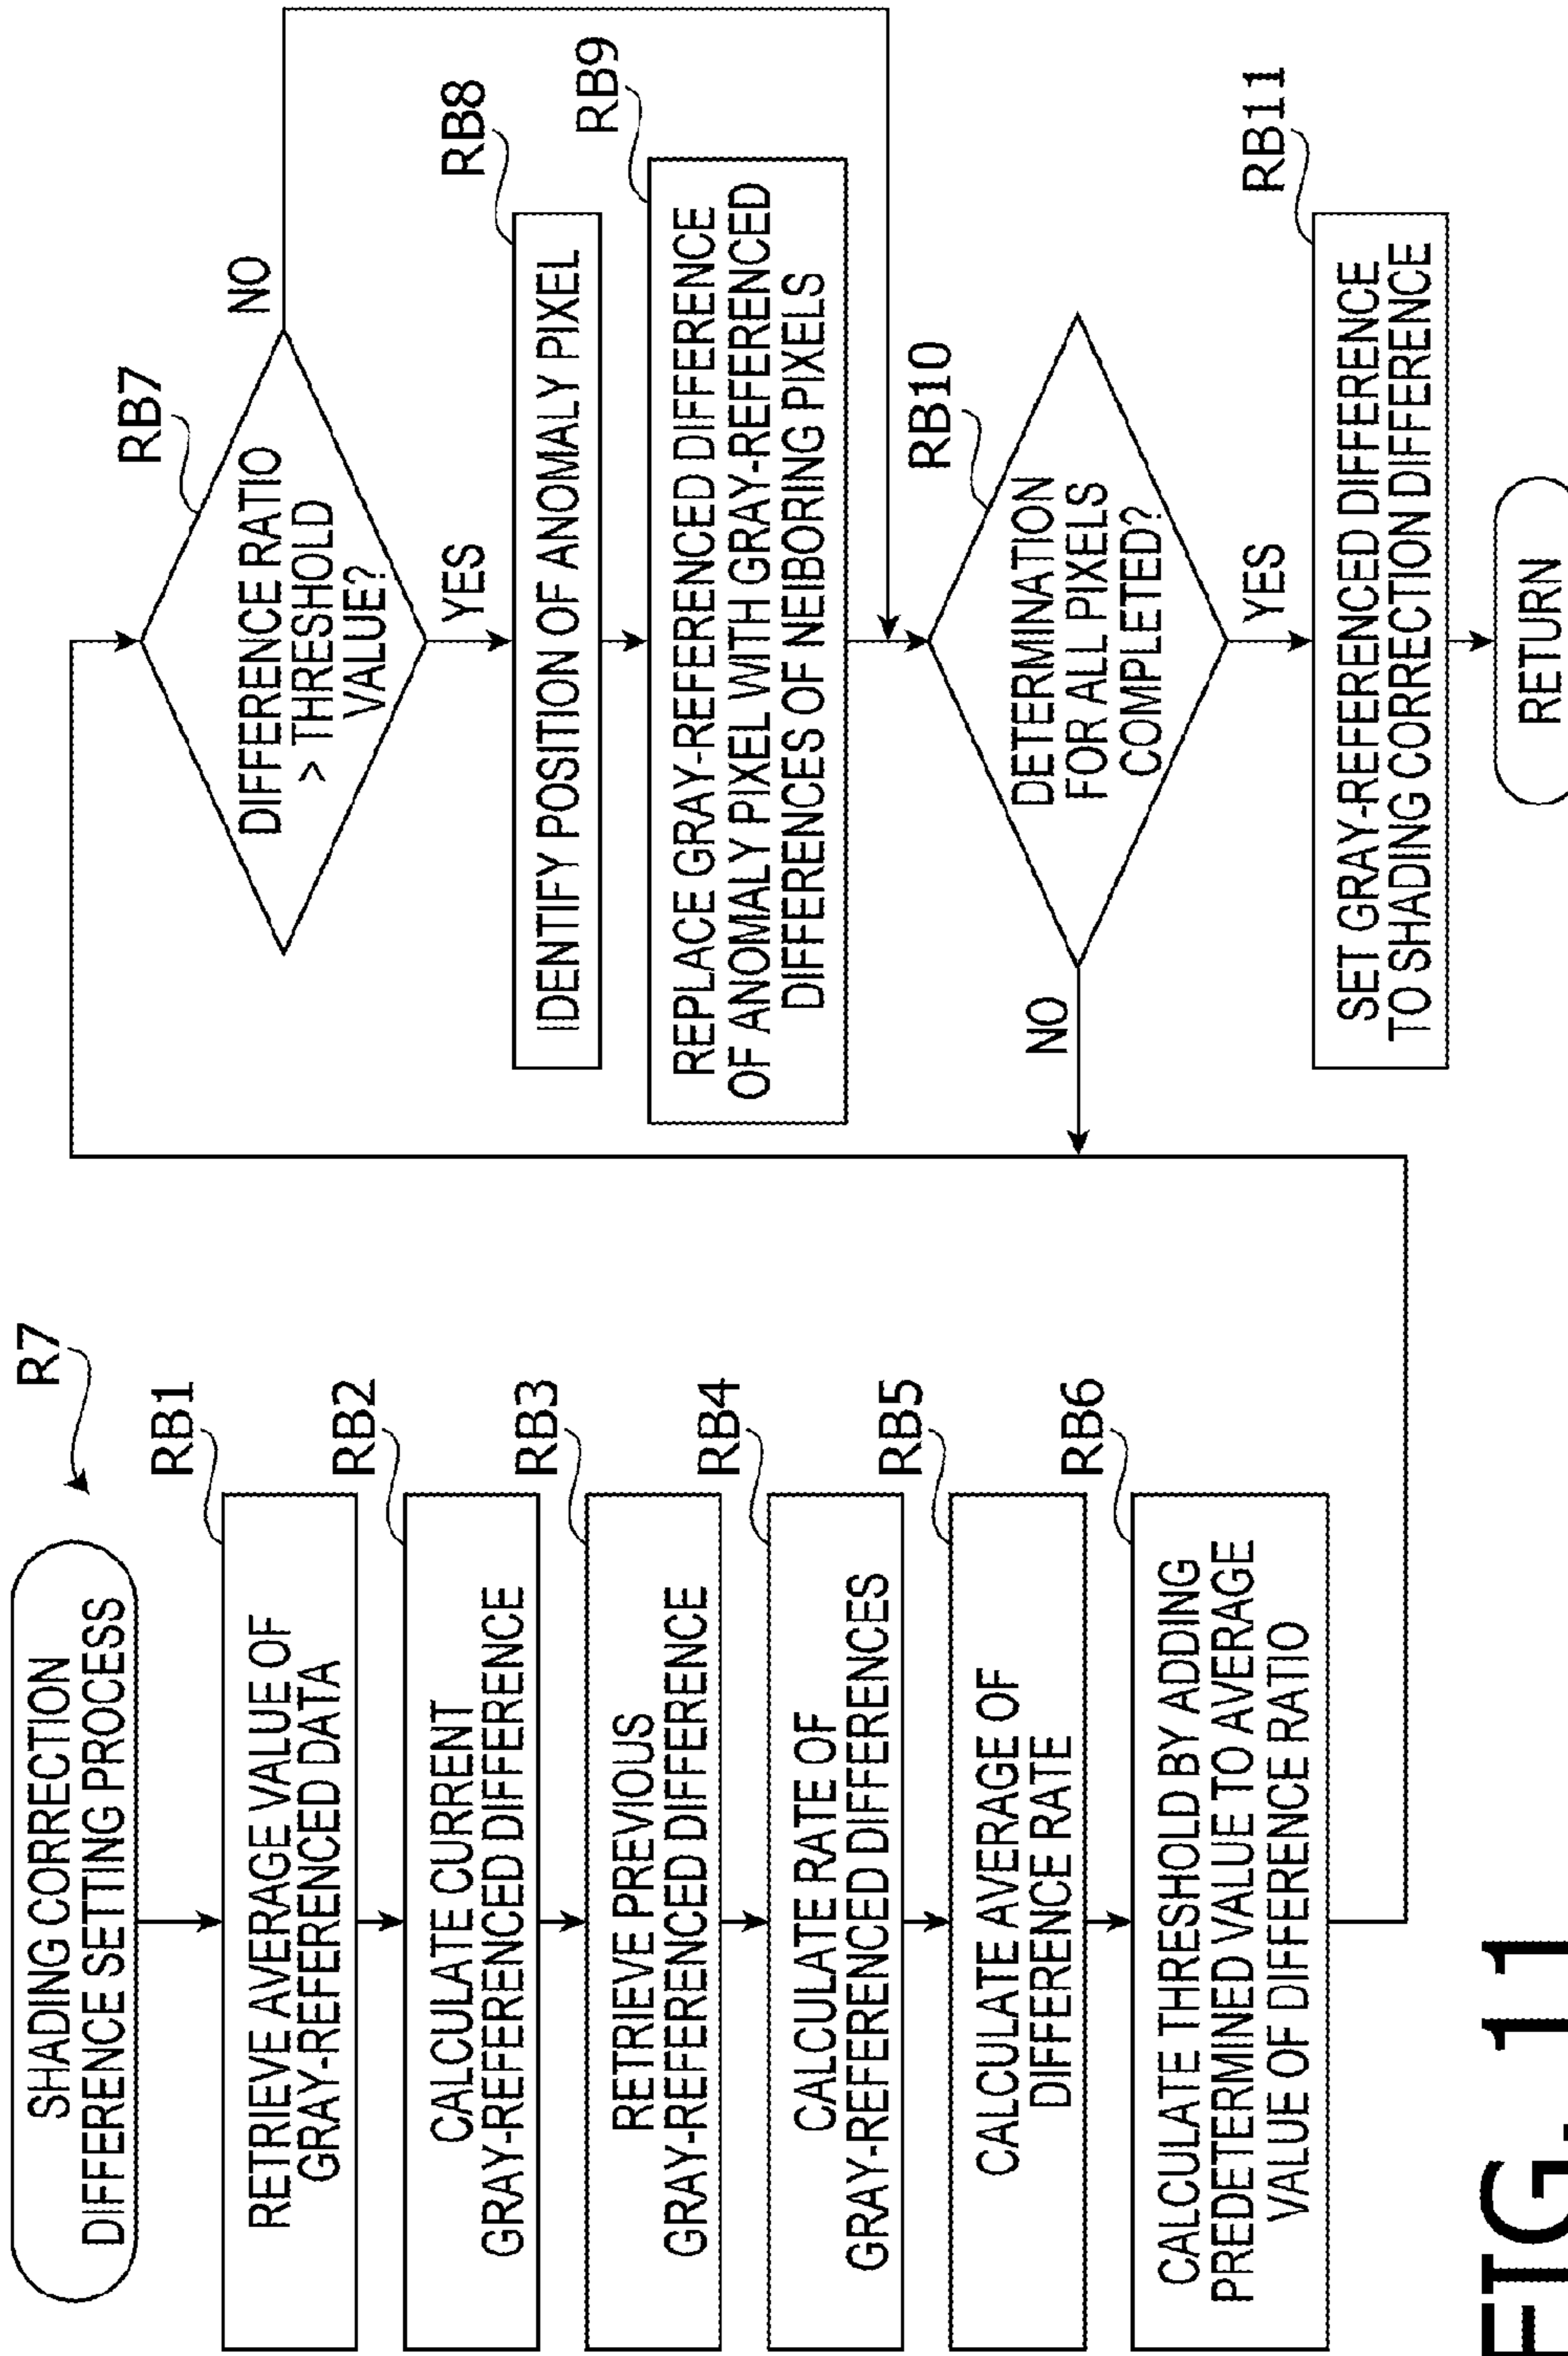 SHADING CORRECTION
DIFFERENCE SETTING PROCESS
R7
RB1
RETRIEVE AVERAGE VALUE OF
GRAY-REFERENCED DATA
RB2
CALCULATE CURRENT
GRAY-REFERENCED DIFFERENCE
RB3
RETRIEVE PREVIOUS
GRAY-REFERENCED DIFFERENCE
RB4
CALCULATE RATE OF
GRAY-REFERENCED DIFFERENCES
RB5
CALCULATE AVERAGE OF
DIFFERENCE RATE
RB6
CALCULATE THRESHOLD BY ADDING
PREDETERMINED VALUE TO AVERAGE
VALUE OF DIFFERENCE RATIO
RB7
DIFFERENCE RATIO
> THRESHOLD
VALUE?
NO
YES
RB8
IDENTIFY POSITION OF ANOMALY PIXEL
RB9
REPLACE GRAY-REFERENCED DIFFERENCE
OF ANOMALY PIXEL WITH GRAY-REFERENCED
DIFFERENCES OF NEIBORING PIXELS
RB10
DETERMINATION
FOR ALL PIXELS
COMPLETED?
NO
YES
RB11
SET GRAY-REFERENCED DIFFERENCE
TO SHADING CORRECTION DIFFERENCE
RETURN
FIG. 11